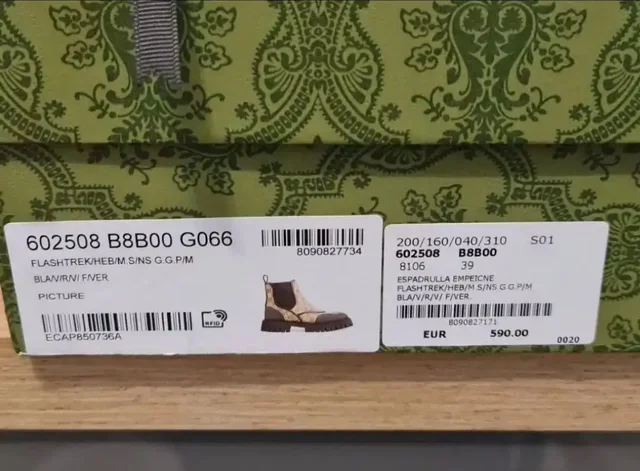 602508 B8B00 G066
FLASHTREK/HEB/M S/NS G.G.P/M
BLA/V/R/V/ F/VER.
PICTURE
ECAP850736A
RFID
8090827734
200/160/040/310 S01
602508 B8B00
8106 39
ESPADRULLA EMPEICNE
FLASHTREK/HEB/M S/NS G.G.P/M
BLA/V/R/V/ F/VER.
8090827171
EUR 590.00
0020